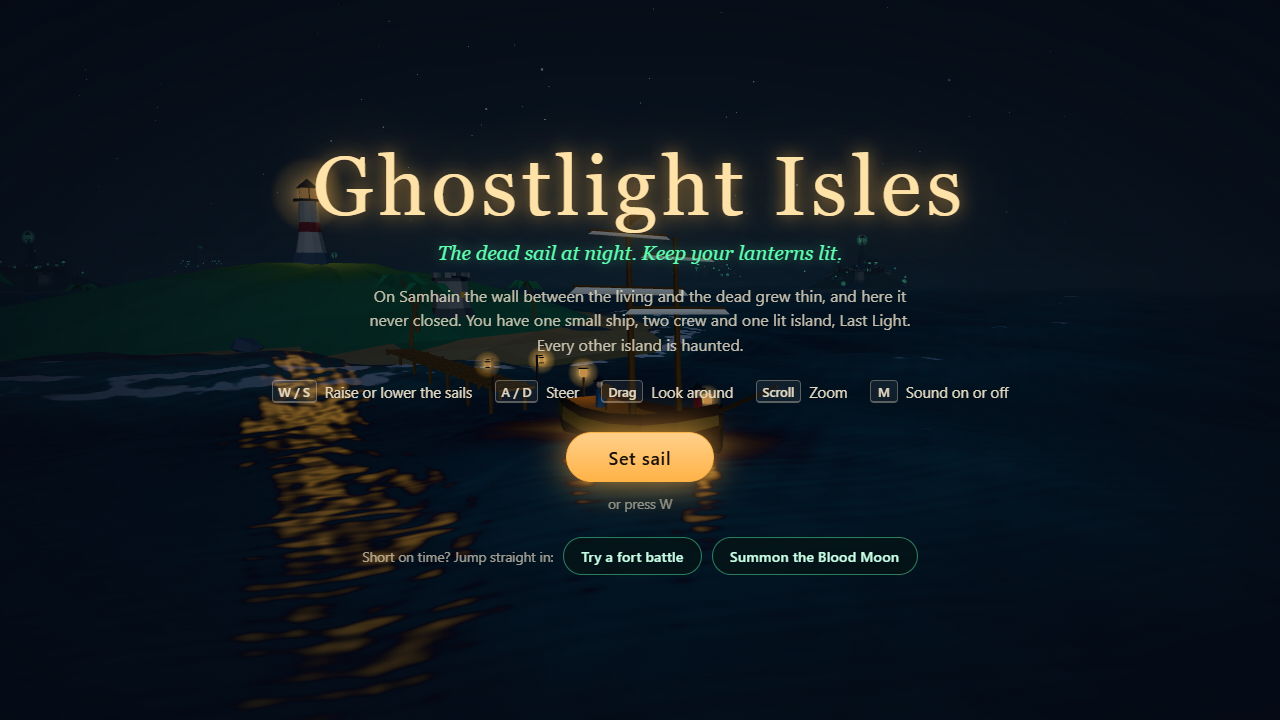 Ghostlight Isles
The dead sail at night. Keep your lanterns lit.
On Samhain the wall between the living and the dead grew thin, and here it
never closed. You have one small ship, two crew and one lit island, Last Light.
Every other island is haunted.
W / S Raise or lower the sails A / D Steer Drag Look around Scroll Zoom M Sound on or off
Set sail
or press W
Short on time? Jump straight in: Try a fort battle Summon the Blood Moon